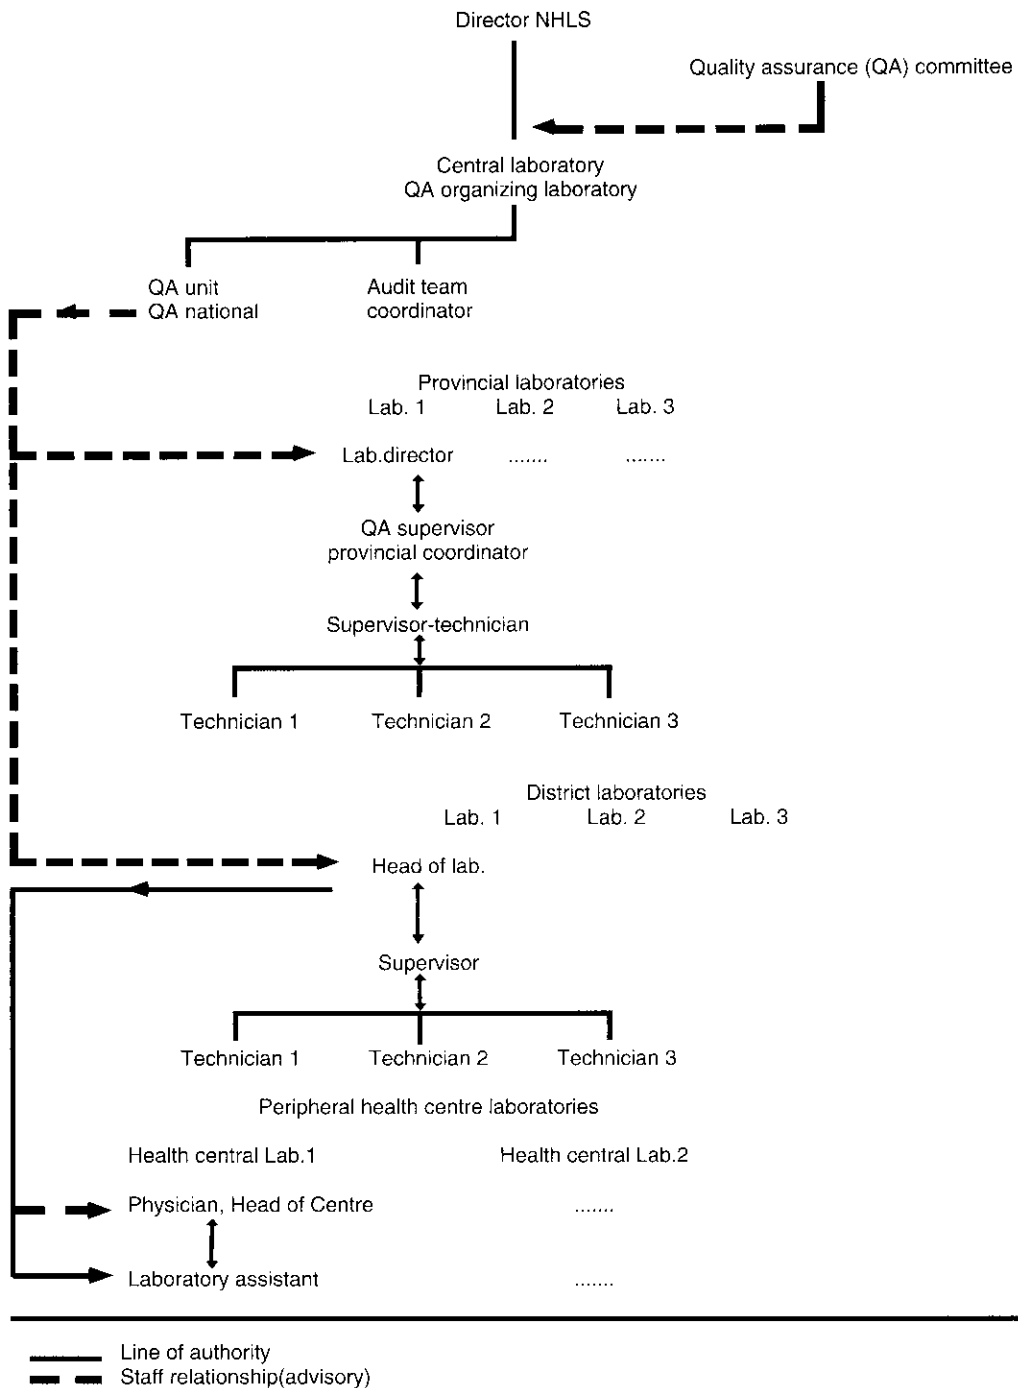 Director NHLS
Quality assurance (QA) committee
Central laboratory
QA organizing laboratory
QA unit
QA national
Audit team
coordinator
Provincial laboratories
Lab. 1 Lab. 2 Lab. 3
Lab.director ....... .......
QA supervisor
provincial coordinator
Supervisor-technician
Technician 1 Technician 2 Technician 3
District laboratories
Lab. 1 Lab. 2 Lab. 3
Head of lab.
Supervisor
Technician 1 Technician 2 Technician 3
Peripheral health centre laboratories
Health central Lab.1 Health central Lab.2
Physician, Head of Centre .......
Laboratory assistant .......
Line of authority
Staff relationship(advisory)